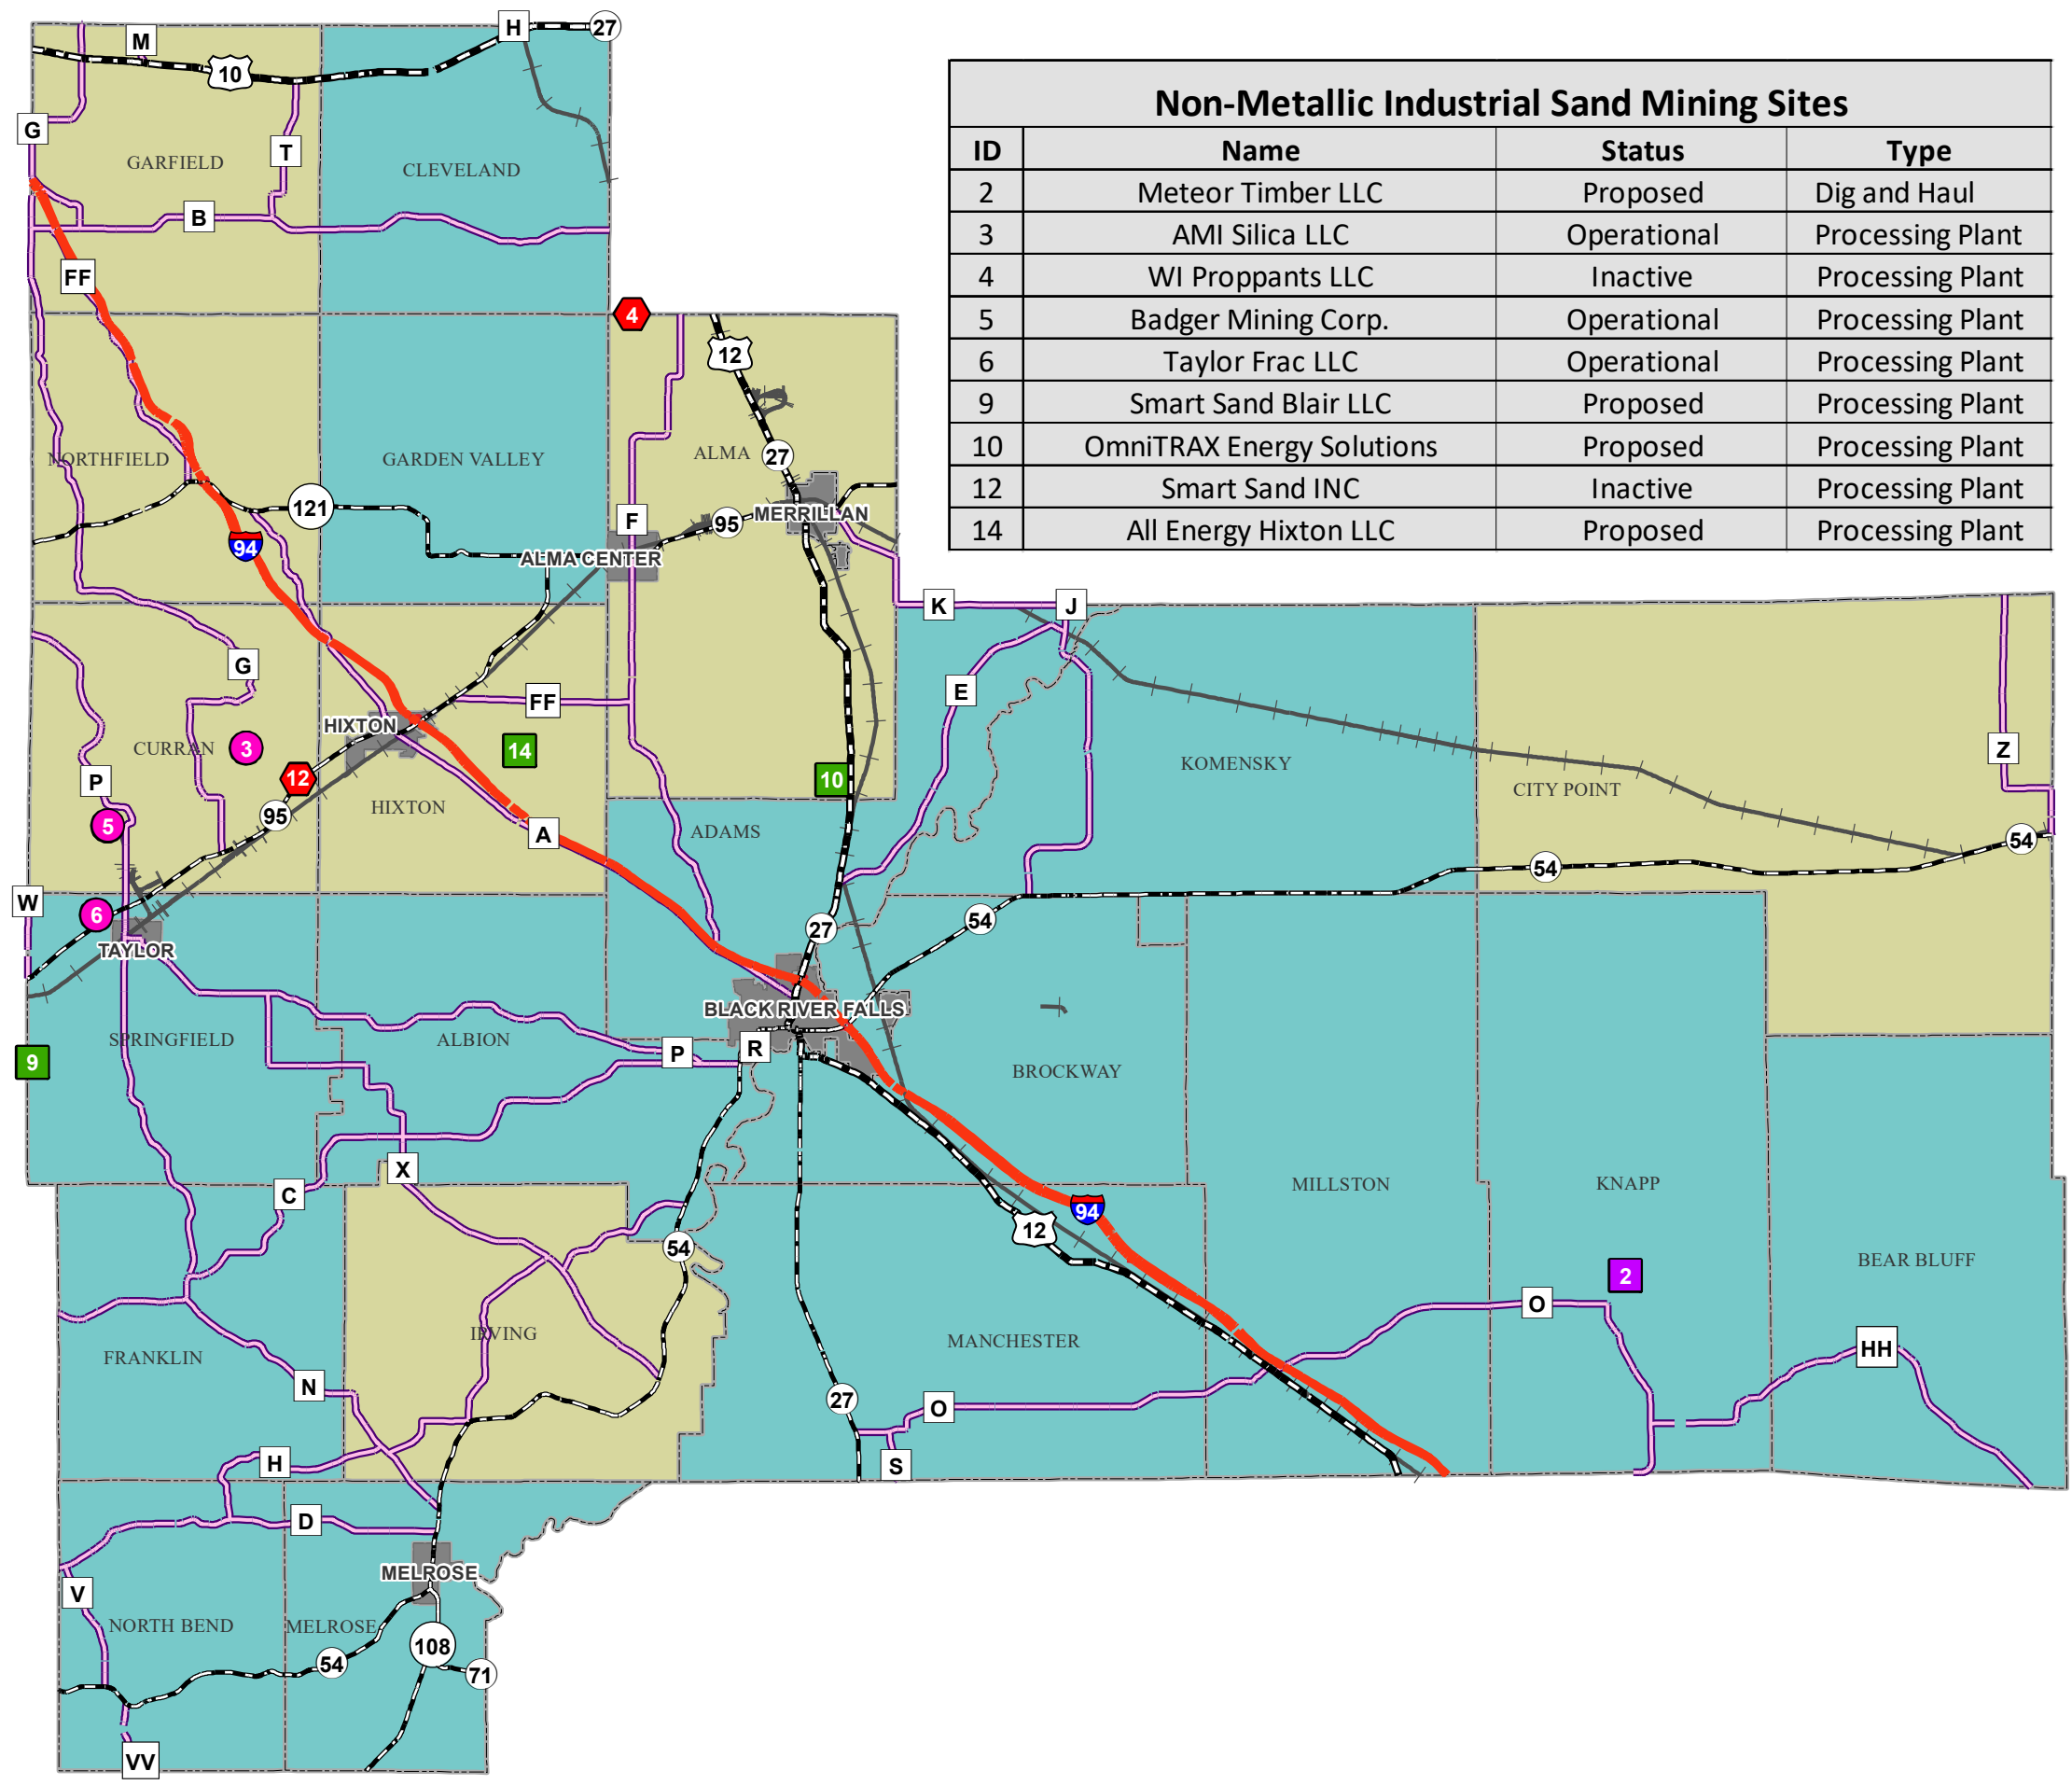 H 27
M
10
Non-Metallic Industrial Sand Mining Sites
ID Name Status Type
2 Meteor Timber LLC Proposed Dig and Haul
3 AMI Silica LLC Operational Processing Plant
4 WI Proppants LLC Inactive Processing Plant
5 Badger Mining Corp. Operational Processing Plant
6 Taylor Frac LLC Operational Processing Plant
9 Smart Sand Blair LLC Proposed Processing Plant
10 OmniTRAX Energy Solutions Proposed Processing Plant
12 Smart Sand INC Inactive Processing Plant
14 All Energy Hixton LLC Proposed Processing Plant
G
T
GARFIELD CLEVELAND
B
FF
4
12
NORTHFIELD GARDEN VALLEY ALMA 27
121 F 95 MERRILLAN
94 ALMA CENTER
K J
G
FF E
HIXTON
CURRAN 3 14 Z
P 12 10 KOMENSKY
CITY POINT
5 95 HIXTON A ADAMS 54
54
W
6 27 54
TAYLOR
BLACK RIVER FALLS
SPRINGFIELD ALBION P R
9 BROCKWAY
X
C MILLSTON KNAPP
94
54 12
2 BEAR BLUFF
O
IRVING MANCHESTER
FRANKLIN HH
N 27 O
H S
D
MELROSE
V
NORTH BEND MELROSE
108
54 71
VV